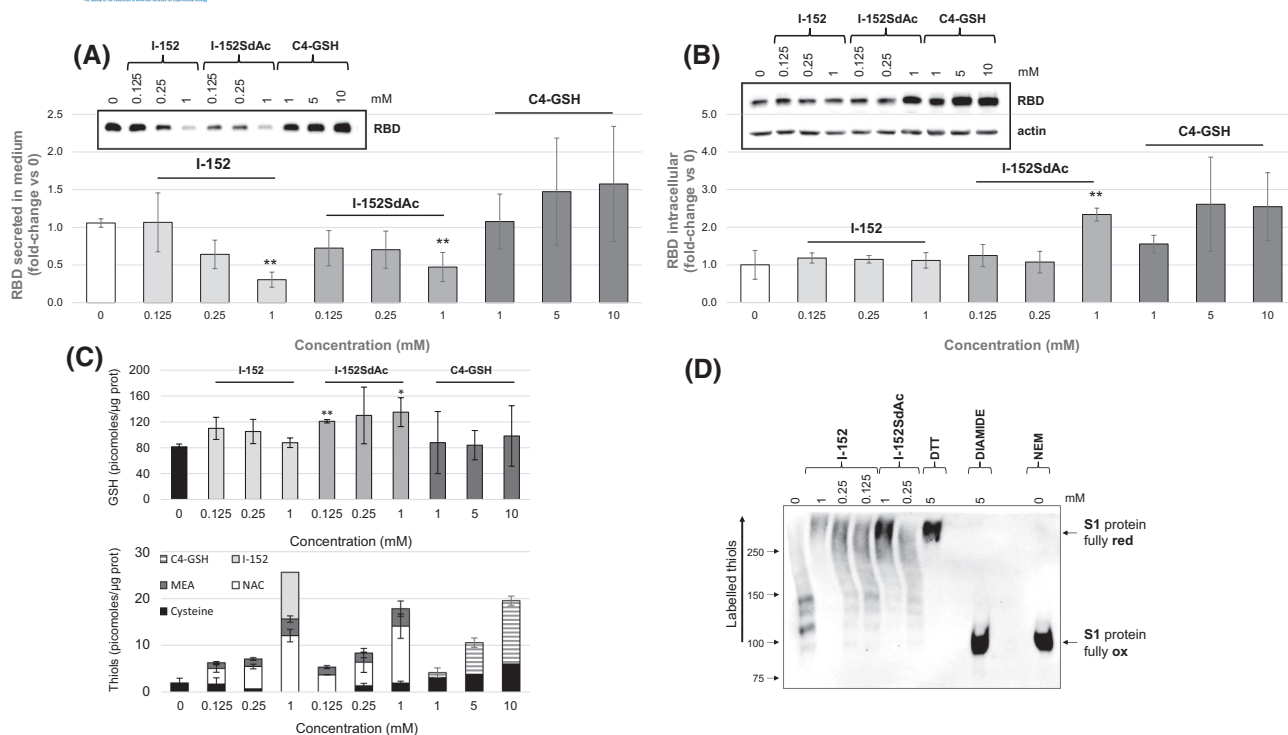 (A)
I-152 I-152SdAc C4-GSH
0 0.125 0.25 1 0.125 0.25 1 1 5 10 mM
RBD
C4-GSH
I-152
I-152SdAc
**
**
RBD secreted in medium
(fold-change vs 0)
2.5
2.0
1.5
1.0
0.5
0.0
0 0.125 0.25 1 0.125 0.25 1 1 5 10
Concentration (mM)
(B)
I-152 I-152SdAc C4-GSH
0 0.125 0.25 1 0.125 0.25 1 1 5 10 mM
RBD
actin
C4-GSH
I-152SdAc
**
I-152
RBD intracellular
(fold-change vs 0)
5.0
4.0
3.0
2.0
1.0
0.0
0 0.125 0.25 1 0.125 0.25 1 1 5 10
Concentration (mM)
(C)
I-152 I-152SdAc C4-GSH
** *
GSH (picomoles/µg prot)
200
160
120
80
40
0
0 0.125 0.25 1 0.125 0.25 1 1 5 10
Concentration (mM)
Thiols (picomoles/µg prot)
30
20
10
0
C4-GSH I-152
MEA NAC
Cysteine
0 0.125 0.25 1 0.125 0.25 1 1 5 10
Concentration (mM)
(D)
I-152 I-152SdAc DTT DIAMIDE NEM
0 1 0.25 0.125 1 0.25 5 5 0 mM
Labelled thiols
250
150
100
75
S1 protein
fully red
S1 protein
fully ox